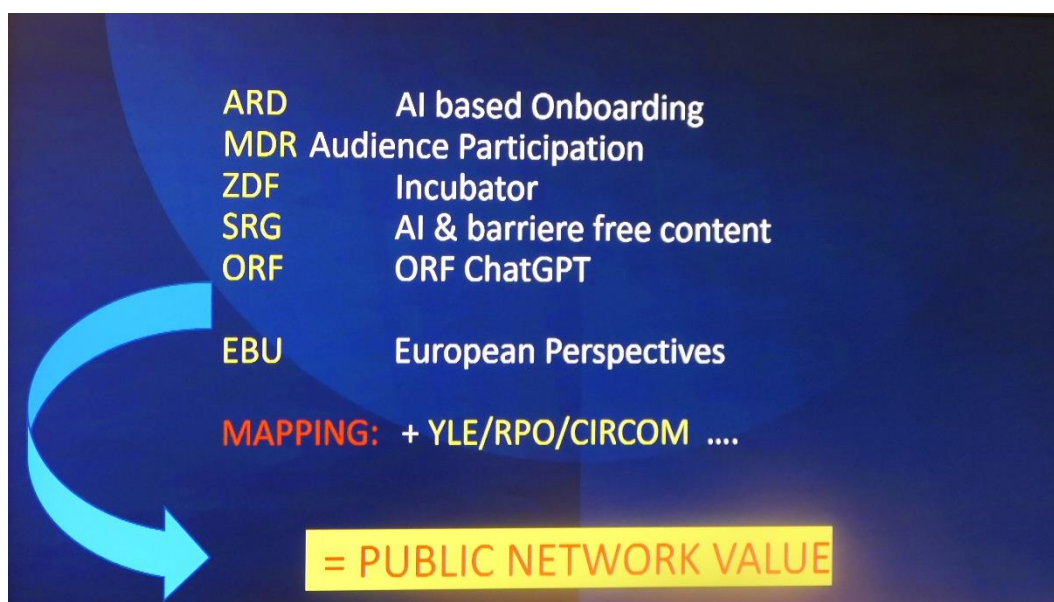 ARD AI based Onboarding
MDR Audience Participation
ZDF Incubator
SRG AI & barriere free content
ORF ORF ChatGPT
EBU European Perspectives
MAPPING: + YLE/RPO/CIRCOM ....
= PUBLIC NETWORK VALUE